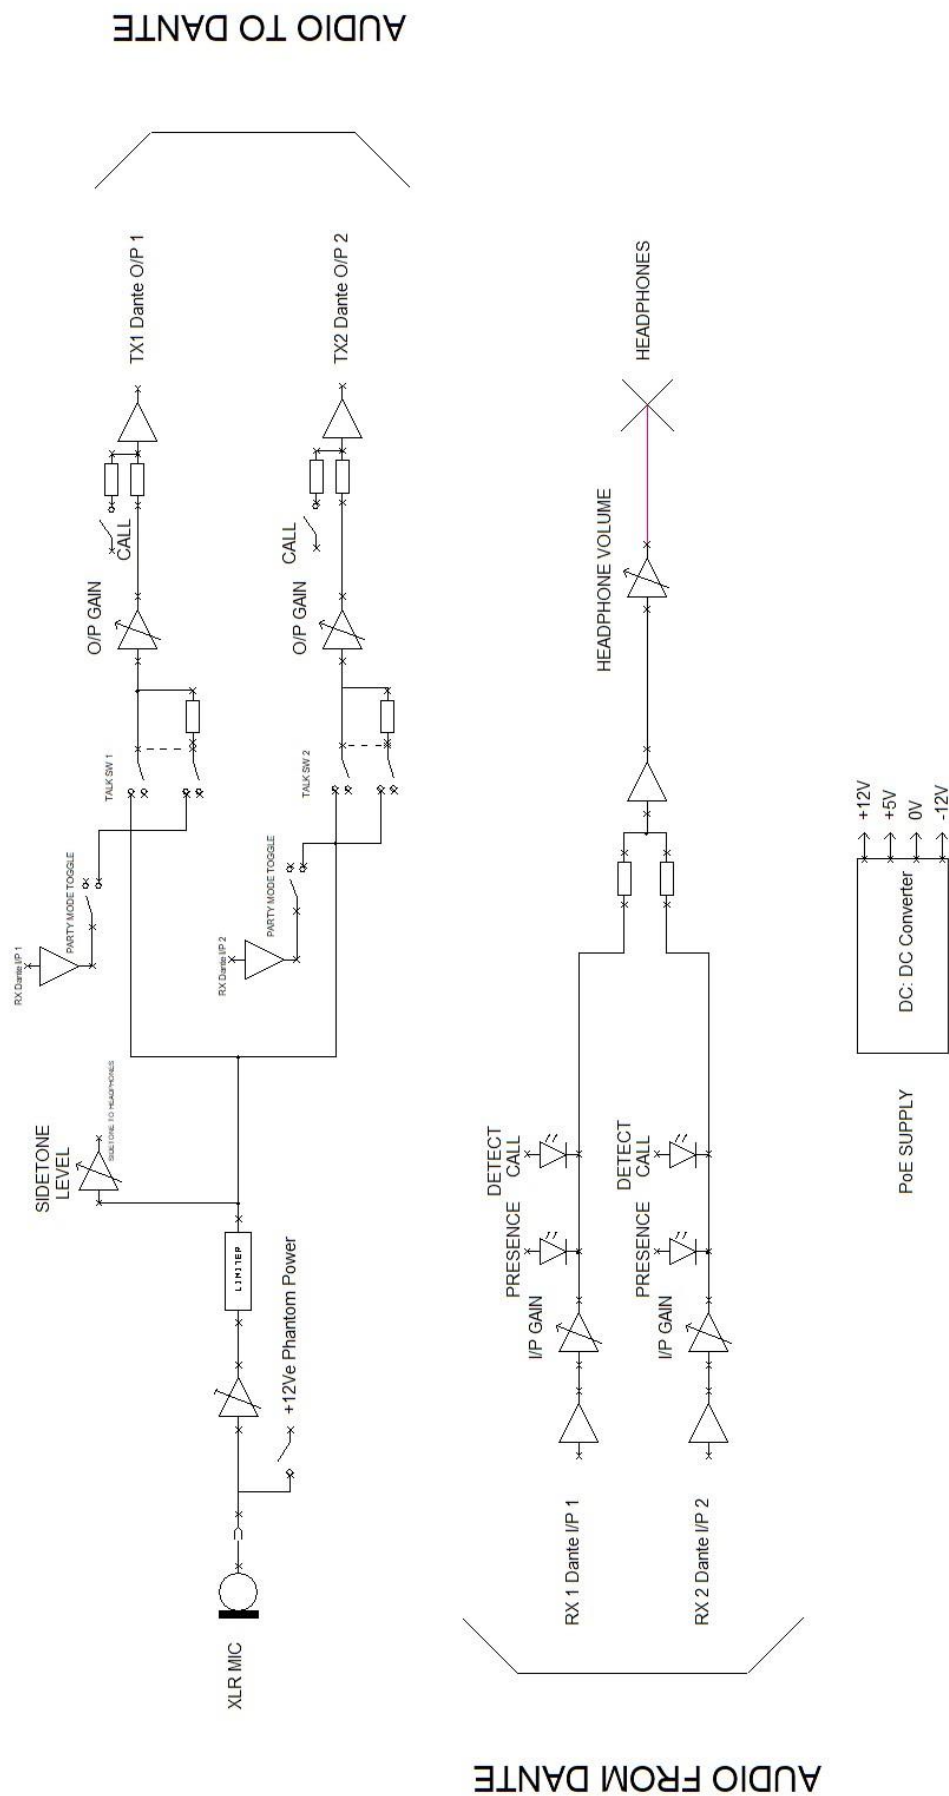 AUDIO TO DANTE
TX1 Dante O/P 1
TX2 Dante O/P 2
CALL
CALL
O/P GAIN
O/P GAIN
TALK SW 1
TALK SW 2
PARTY MODE TOGGLE
PARTY MODE TOGGLE
RX Dante I/P 1
RX Dante I/P 2
SIDETONE
LEVEL
SIDETONE TO HEADPHONES
LIMITER
+12Ve Phantom Power
XLR MIC
HEADPHONES
HEADPHONE VOLUME
DETECT
CALL
DETECT
CALL
PRESENCE
PRESENCE
I/P GAIN
I/P GAIN
RX 1 Dante I/P 1
RX 2 Dante I/P 2
AUDIO FROM DANTE
PoE SUPPLY
DC: DC Converter
+12V
+5V
0V
-12V